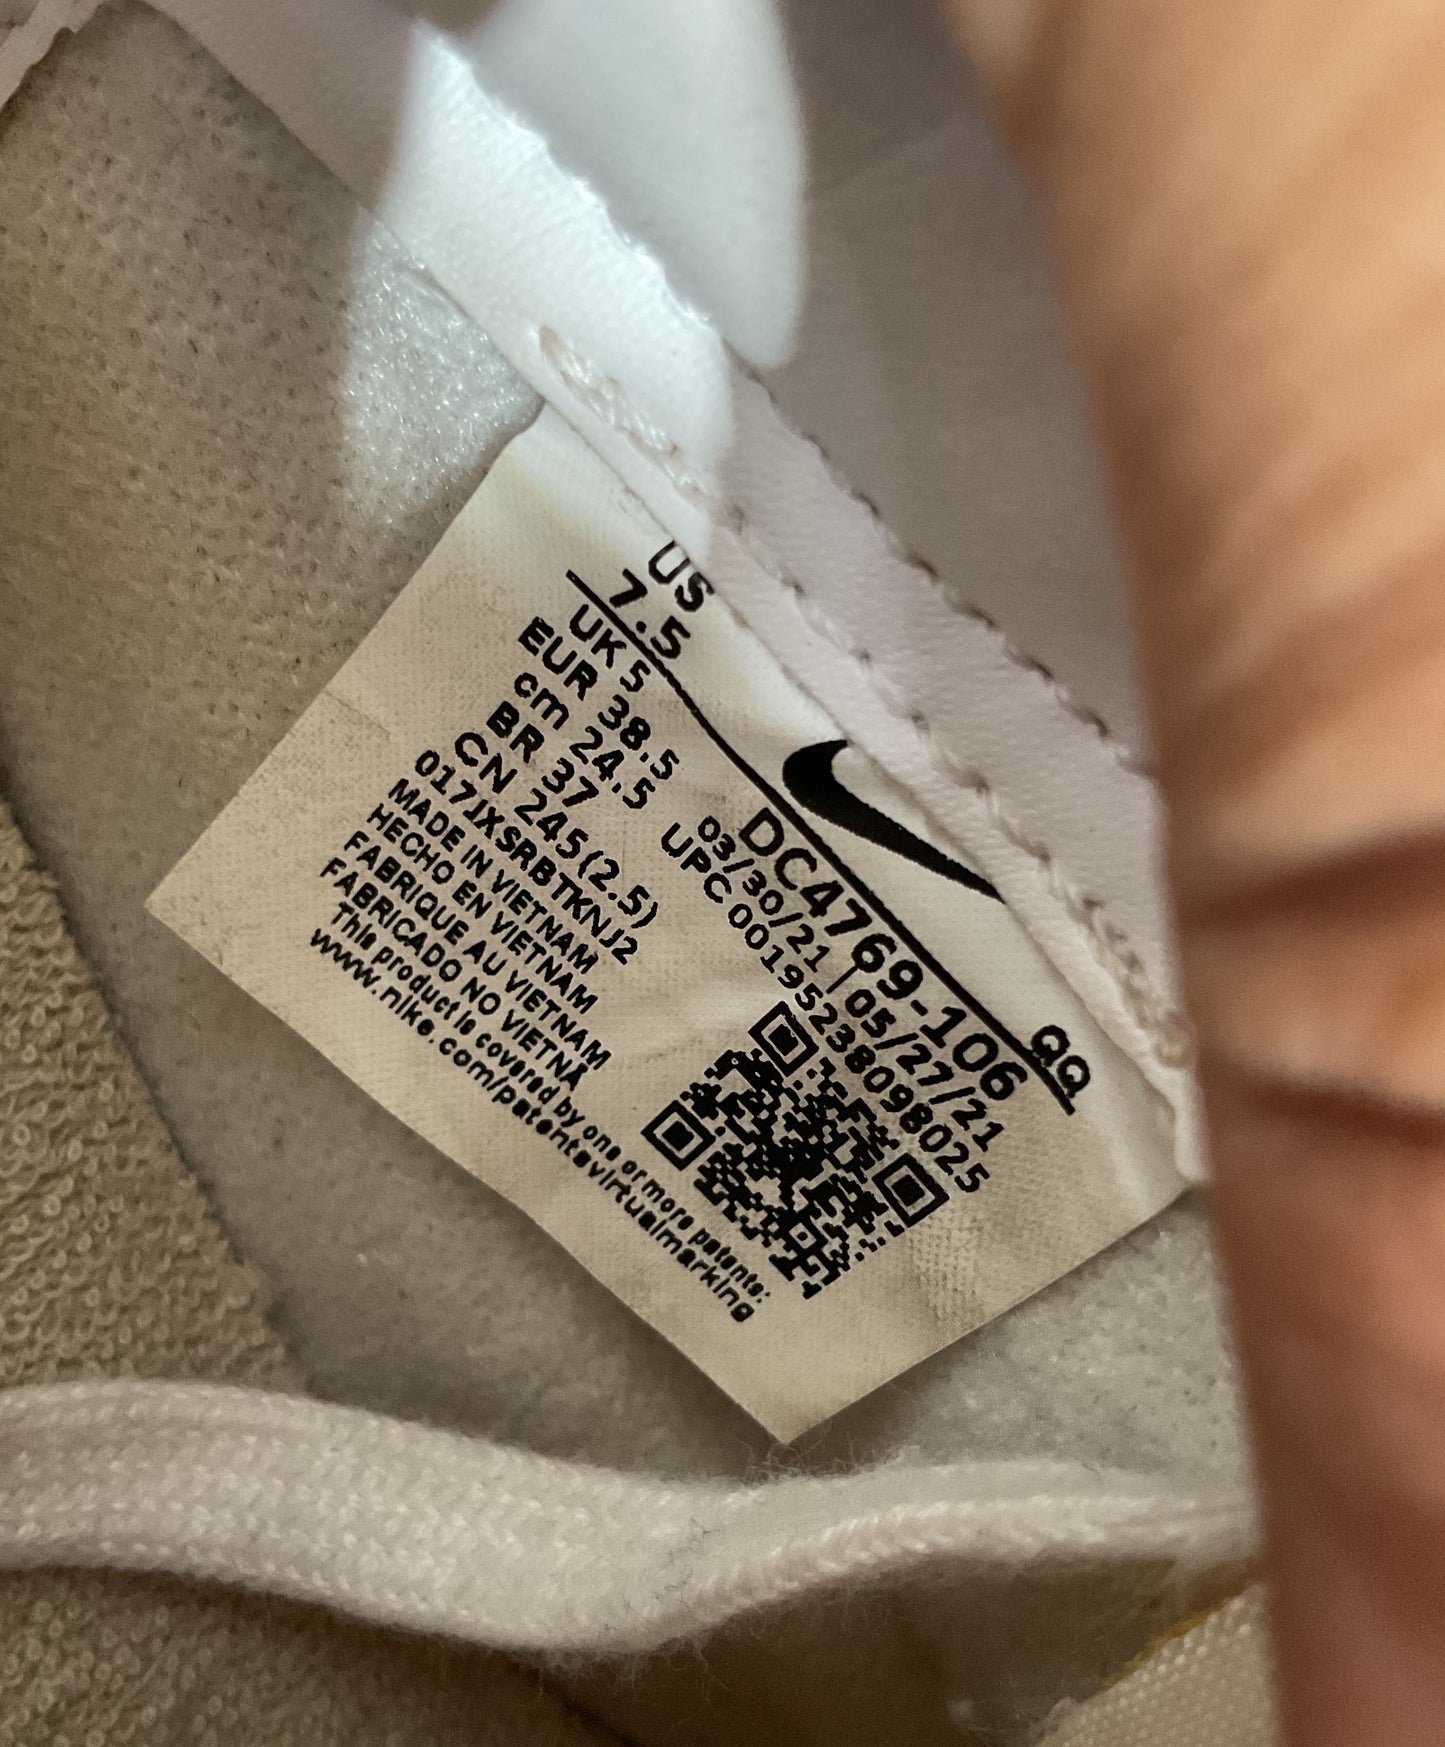 US
7.5
UK 5
EUR 38.5
cm 24.5
BR 37
CN 245(2.5)
017JXSRBTKNJ2
MADE IN VIETNAM
HECHO EN VIETNAM
FABRIQUE AU VIETNAM
FABRICADO NO VIETNÃ
This product is covered by one or more patents:
www.nike.com/patentsvirtualmarking
QQ
DC4769-106
03/30/21 | 05/27/21
UPC 00195238098025